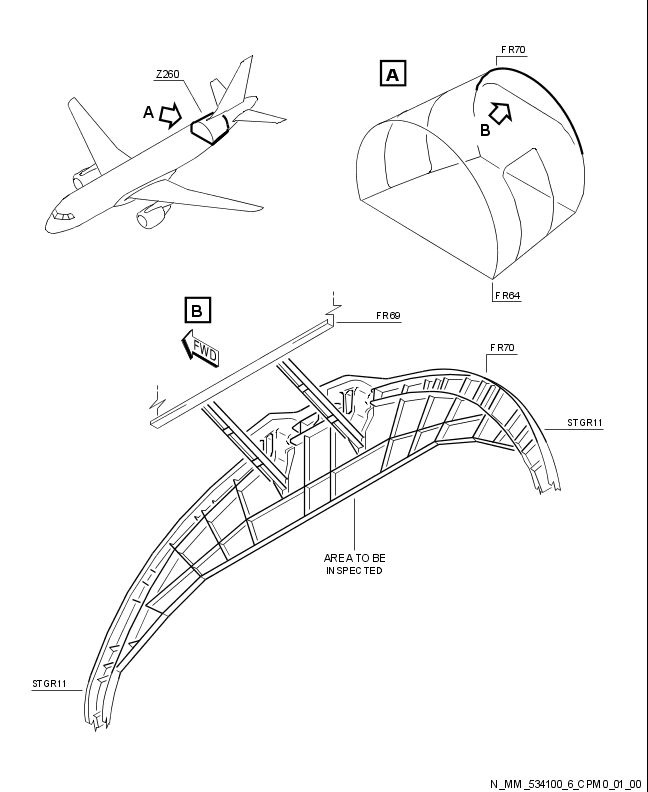 FR70
Z260
A
A
B
FR64
B
FR69
FWD
FR70
STGR11
AREA TO BE
INSPECTED
STGR11
N_MM_534100_6_CPM0_01_00